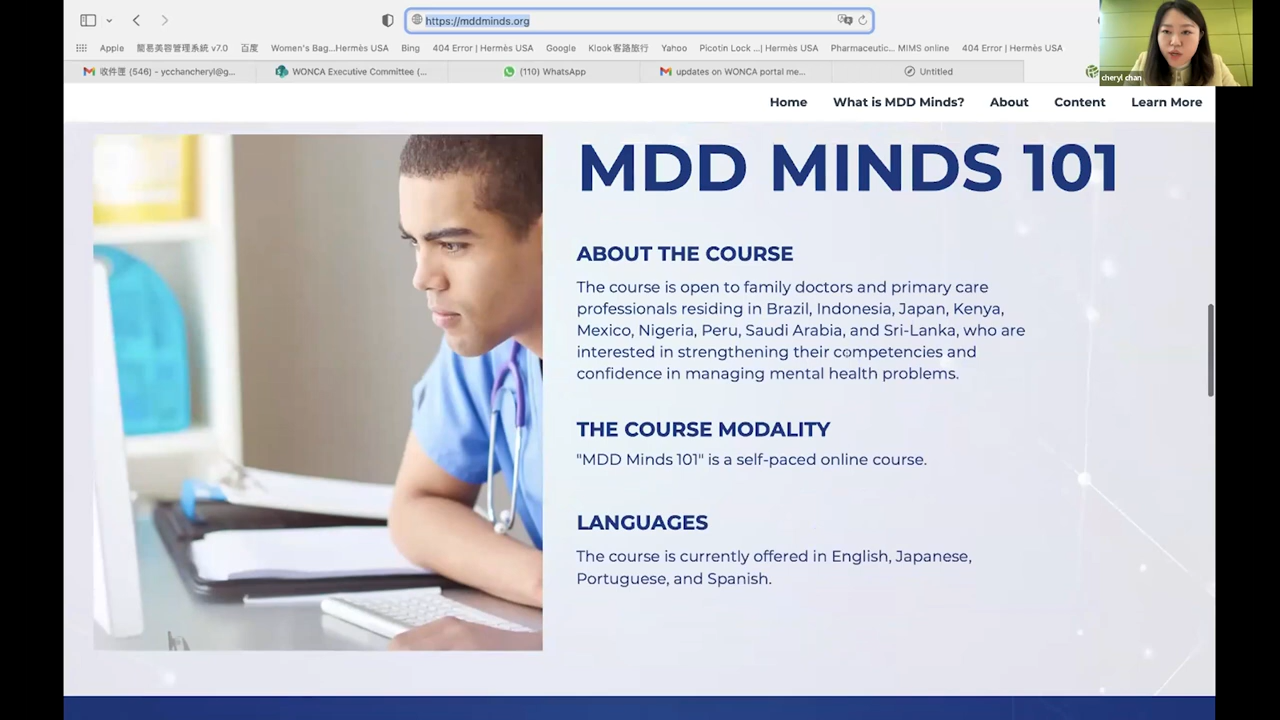 https://mddminds.org
Apple 簡易美容管理系統 v7.0 百度 Women's Bag...Hermès USA Bing 404 Error | Hermès USA Google Klook 客路旅行 Yahoo Picotin Lock ...| Hermès USA Pharmaceutic... MIMS online 404 Error | Hermès USA
收件匣 (546) - ycchancheryl@g... WONCA Executive Committee (... (110) WhatsApp updates on WONCA portal me... Untitled
cheryl chan
Home What is MDD Minds? About Content Learn More
MDD MINDS 101
ABOUT THE COURSE
The course is open to family doctors and primary care
professionals residing in Brazil, Indonesia, Japan, Kenya,
Mexico, Nigeria, Peru, Saudi Arabia, and Sri-Lanka, who are
interested in strengthening their competencies and
confidence in managing mental health problems.
THE COURSE MODALITY
"MDD Minds 101" is a self-paced online course.
LANGUAGES
The course is currently offered in English, Japanese,
Portuguese, and Spanish.